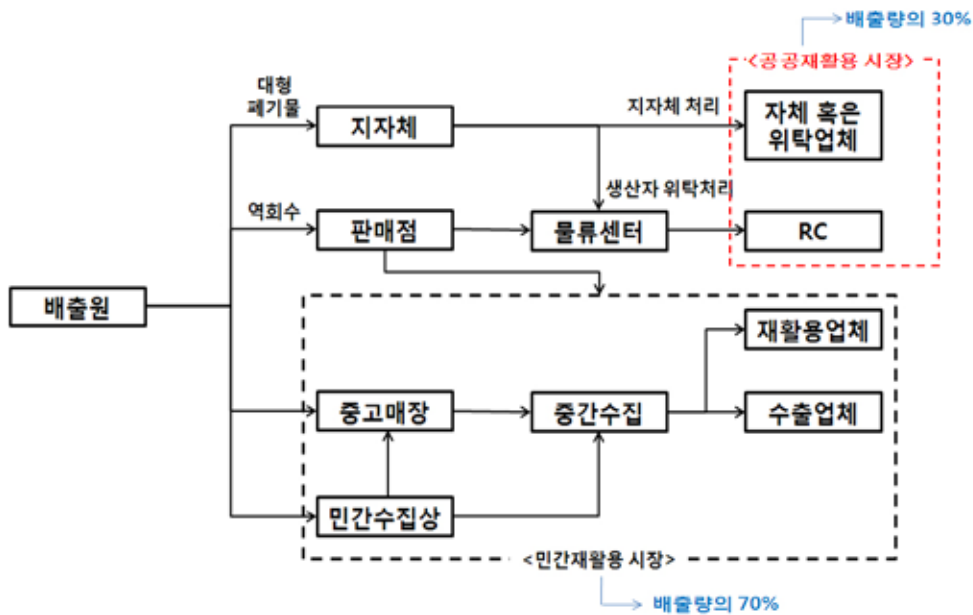 배출량의 30%
<공공재활용 시장>
대형
폐기물
지자체
지자체 처리
자체 혹은
위탁업체
생산자 위탁처리
역회수
판매점
물류센터
RC
배출원
재활용업체
중고매장
중간수집
수출업체
민간수집상
<민간재활용 시장>
배출량의 70%